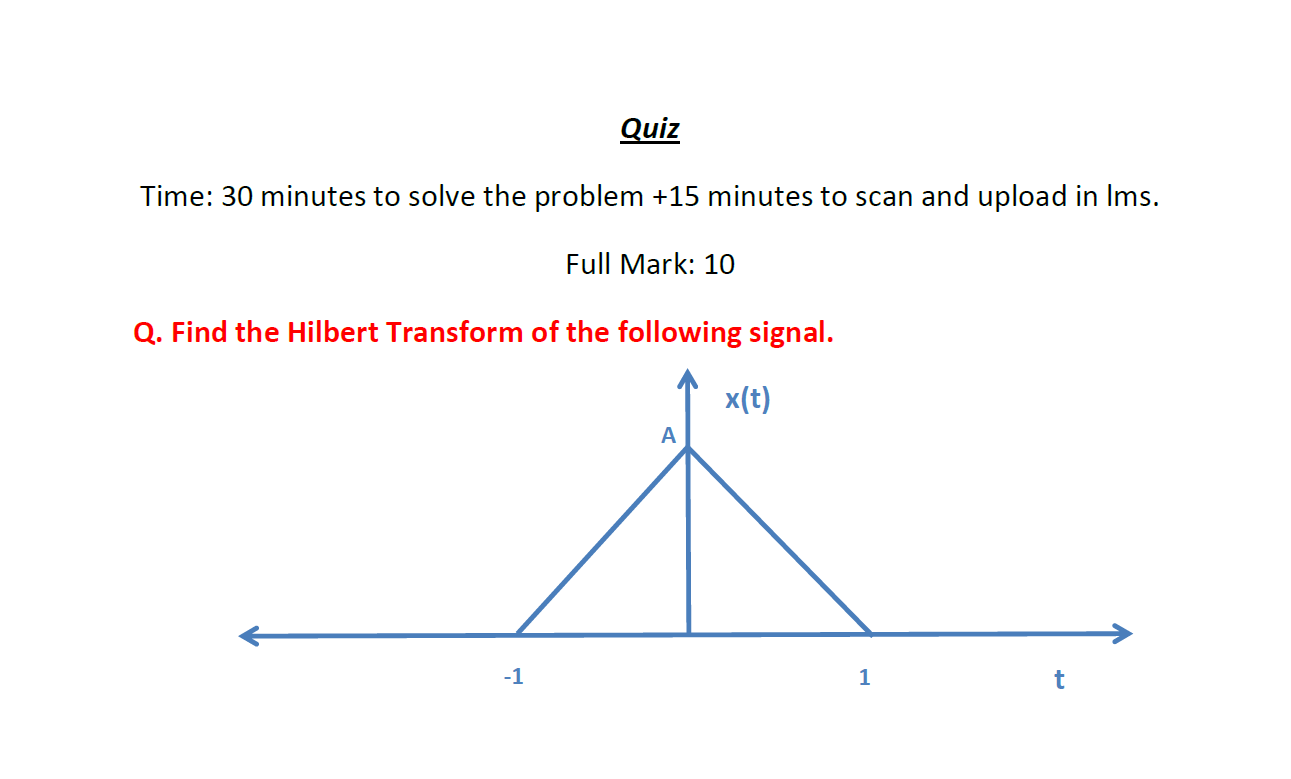 Quiz
Time: 30 minutes to solve the problem +15 minutes to scan and upload in lms.
Full Mark: 10
Q. Find the Hilbert Transform of the following signal.
x(t)
A
-1
1
t